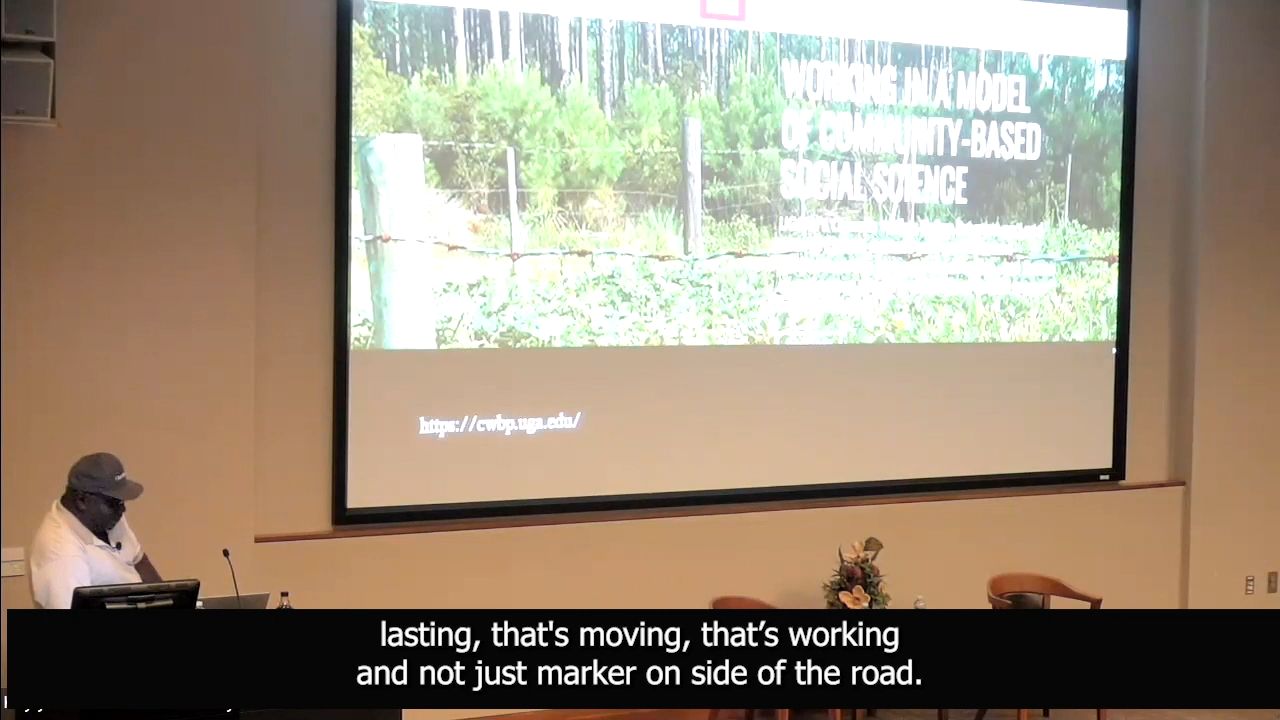 WORKING IN A MODEL
OF COMMUNITY-BASED
SOCIAL SCIENCE
https://cwbp.uga.edu/
lasting, that's moving, that’s working
and not just marker on side of the road.